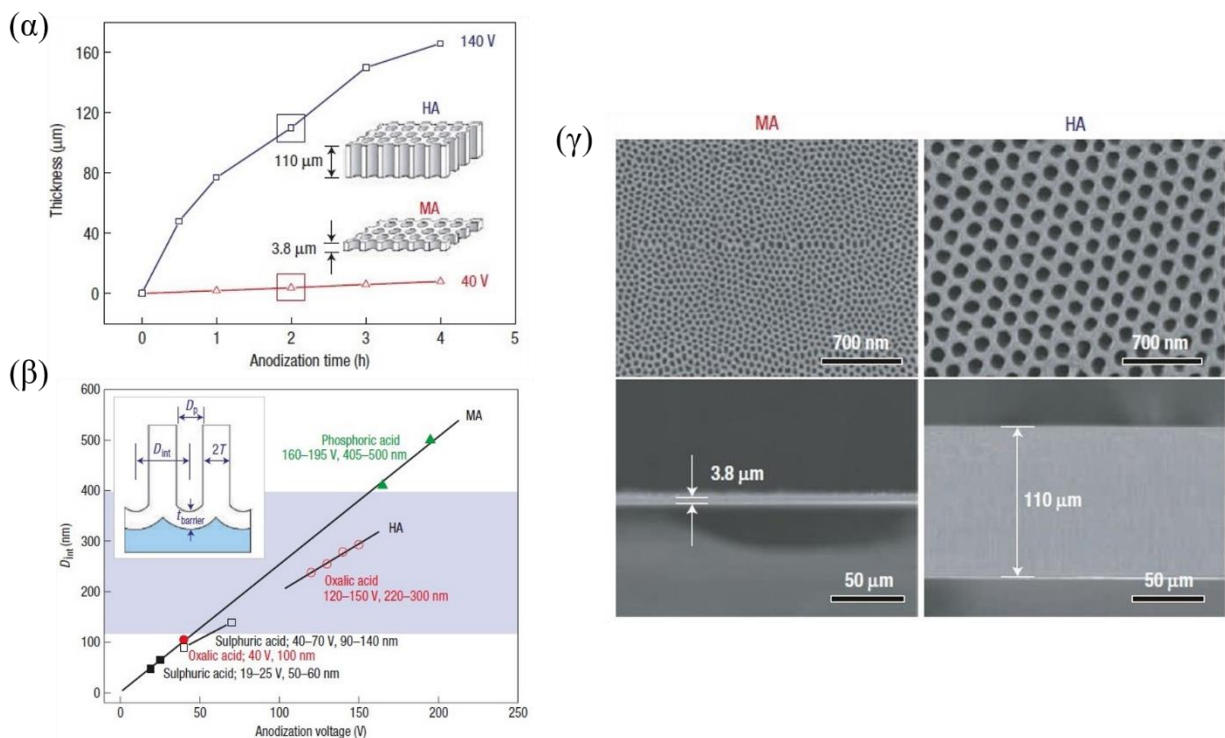 (α)
160
120
80
40
0
Thickness (μm)
140 V
HA
110 μm
MA
3.8 μm
40 V
0 1 2 3 4 5
Anodization time (h)
(β)
600
500
400
300
200
100
0
D_int (nm)
D_p
D_int
2T
t_barrier
MA
Phosphoric acid
160–195 V, 405–500 nm
HA
Oxalic acid
120–150 V, 220–300 nm
Sulphuric acid; 40–70 V, 90–140 nm
Oxalic acid; 40 V, 100 nm
Sulphuric acid; 19–25 V, 50–60 nm
0 50 100 150 200 250
Anodization voltage (V)
(γ)
MA HA
700 nm 700 nm
3.8 μm
110 μm
50 μm 50 μm